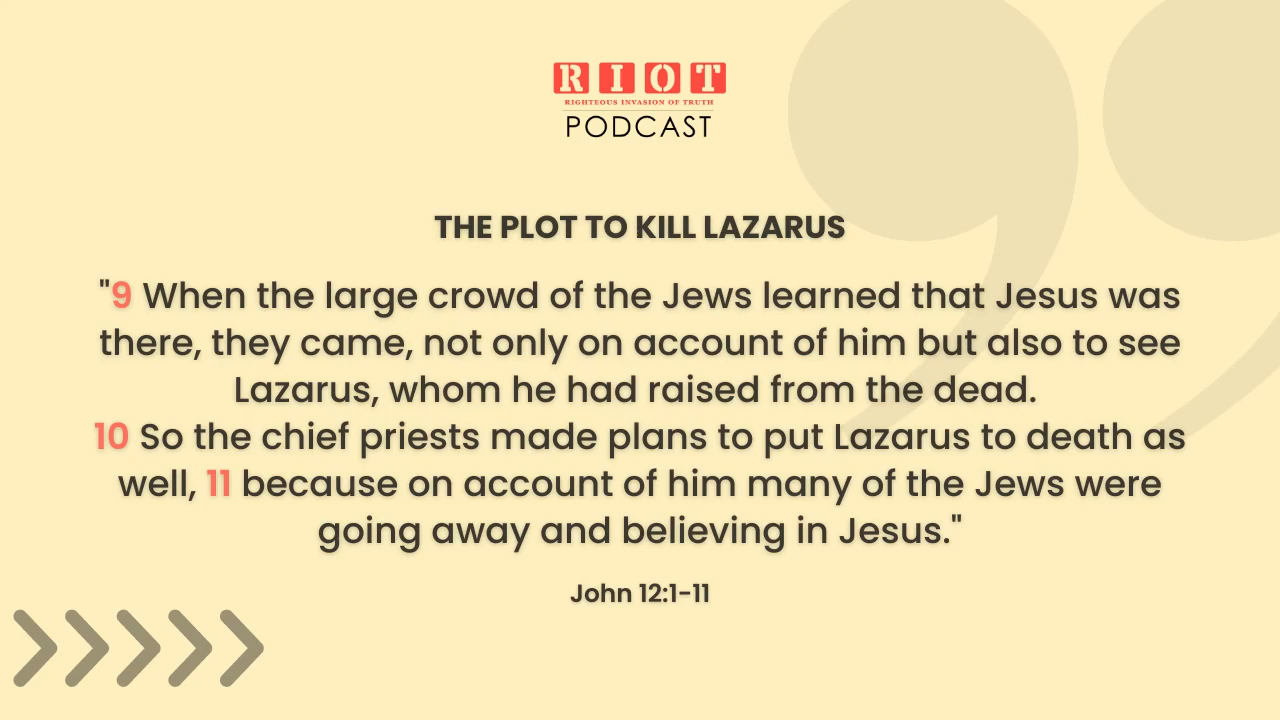 RIOT
RIGHTEOUS INVASION OF TRUTH
PODCAST
THE PLOT TO KILL LAZARUS
"9 When the large crowd of the Jews learned that Jesus was
there, they came, not only on account of him but also to see
Lazarus, whom he had raised from the dead.
10 So the chief priests made plans to put Lazarus to death as
well, 11 because on account of him many of the Jews were
going away and believing in Jesus."
John 12:1-11